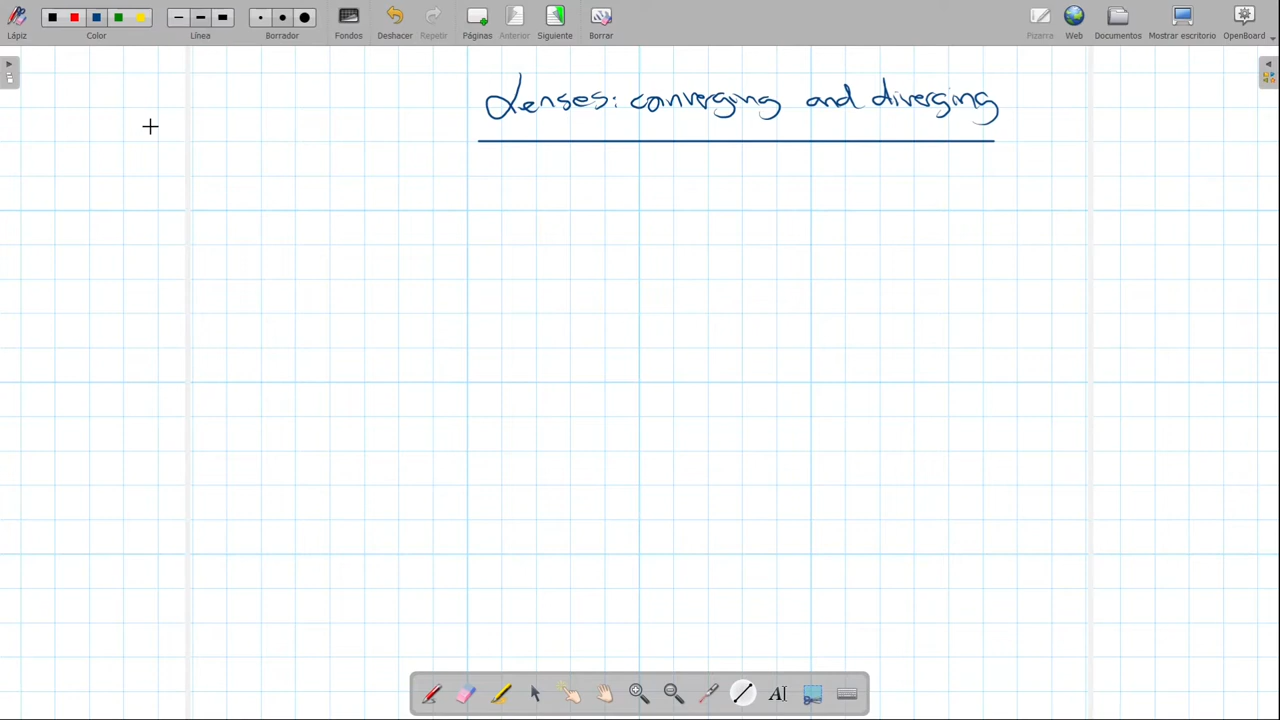 Lápiz Color Línea Borrador Fondos Deshacer Repetir Páginas Anterior Siguiente Borrar Pizarra Web Documentos Mostrar escritorio OpenBoard
Lenses: converging and diverging
AI